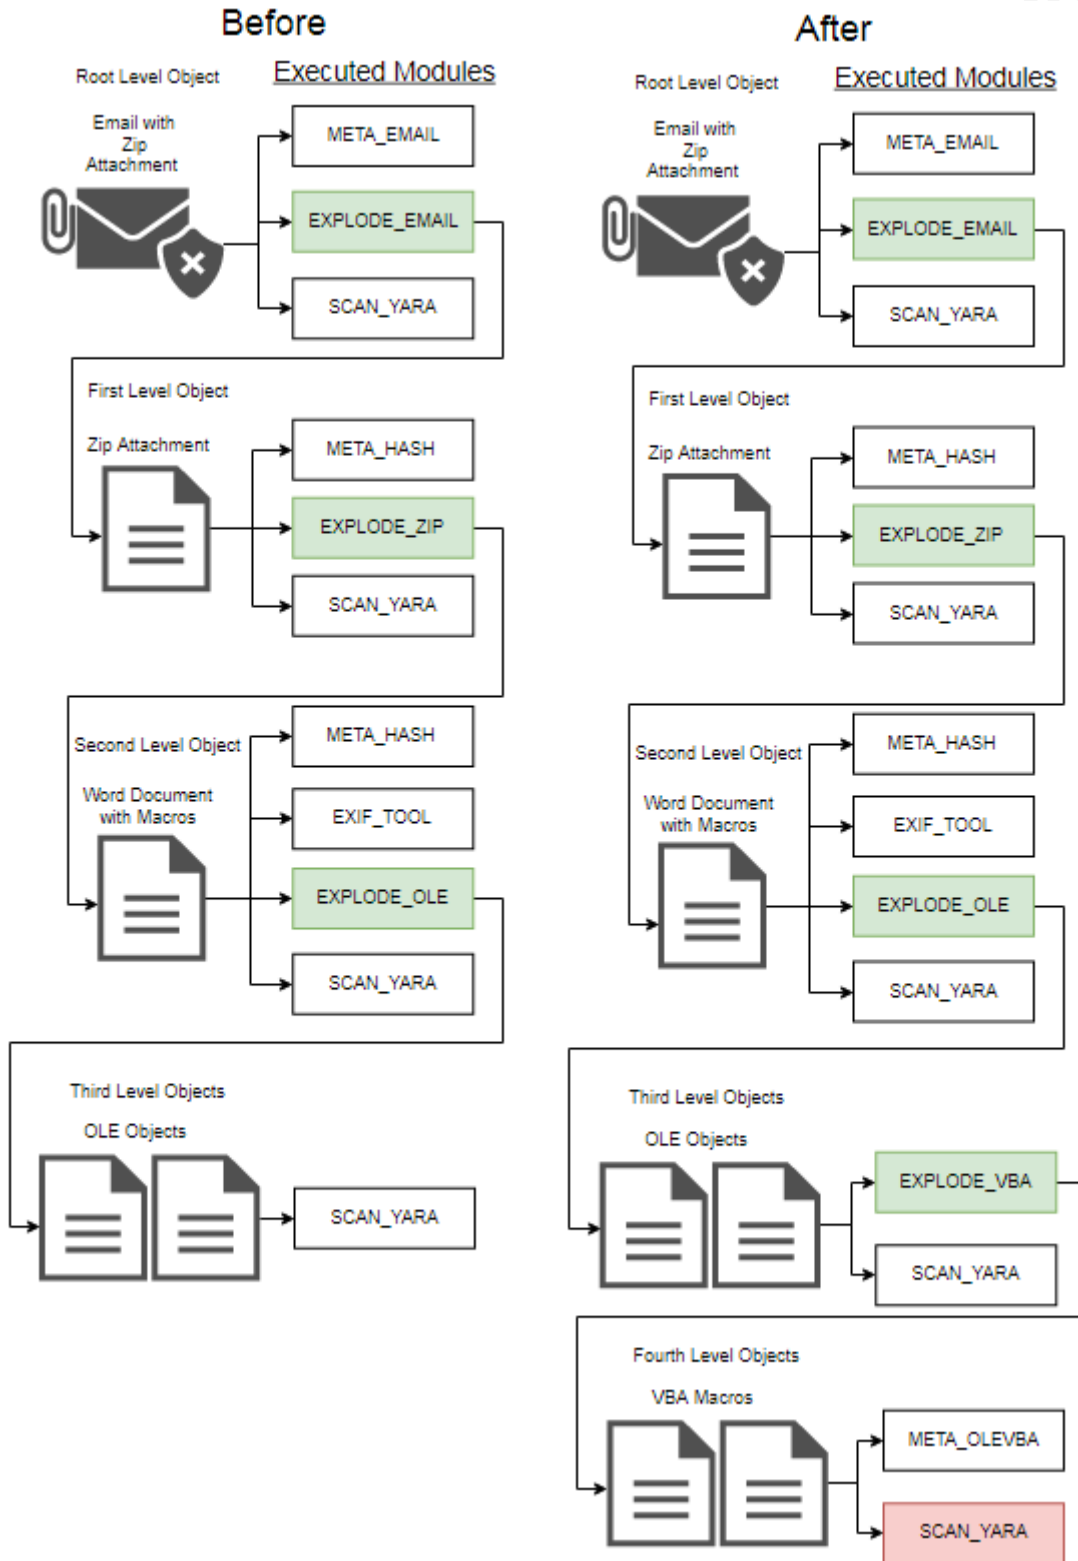 Before
Root Level Object
Executed Modules
Email with
Zip
Attachment
META_EMAIL
EXPLODE_EMAIL
SCAN_YARA
First Level Object
Zip Attachment
META_HASH
EXPLODE_ZIP
SCAN_YARA
Second Level Object
Word Document
with Macros
META_HASH
EXIF_TOOL
EXPLODE_OLE
SCAN_YARA
Third Level Objects
OLE Objects
SCAN_YARA
After
Root Level Object
Executed Modules
Email with
Zip
Attachment
META_EMAIL
EXPLODE_EMAIL
SCAN_YARA
First Level Object
Zip Attachment
META_HASH
EXPLODE_ZIP
SCAN_YARA
Second Level Object
Word Document
with Macros
META_HASH
EXIF_TOOL
EXPLODE_OLE
SCAN_YARA
Third Level Objects
OLE Objects
EXPLODE_VBA
SCAN_YARA
Fourth Level Objects
VBA Macros
META_OLEVBA
SCAN_YARA